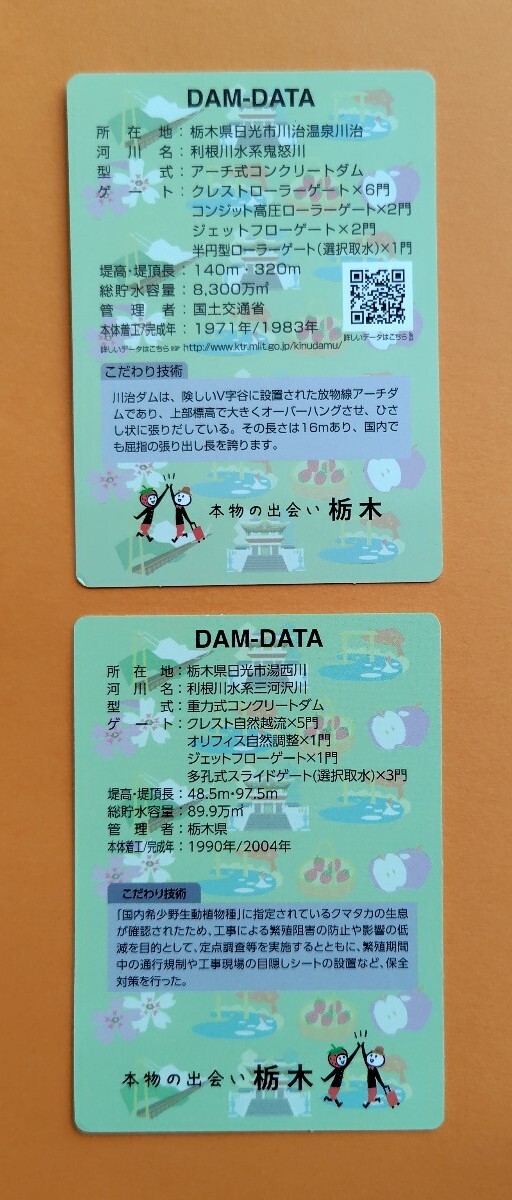 DAM-DATA
所在地：栃木県日光市川治温泉川治
河川名：利根川水系鬼怒川
型式：アーチ式コンクリートダム
ゲート：クレストローラーゲート×6門
コンジット高圧ローラーゲート×2門
ジェットフローゲート×2門
半円型ローラーゲート(選択取水)×1門
堤高・堤頂長：140m・320m
総貯水容量：8,300万㎥
管理者：国土交通省
本体着工/完成年：1971年/1983年
詳しいデータはこちら
詳しいデータはこちら http://www.ktr.mlit.go.jp/kinudamu/
こだわり技術
川治ダムは、険しいV字谷に設置された放物線アーチダ
ムであり、上部標高で大きくオーバーハングさせ、ひさ
し状に張りだしている。その長さは16mあり、国内で
も屈指の張り出し長を誇ります。
本物の出会い 栃木
DAM-DATA
所在地：栃木県日光市湯西川
河川名：利根川水系三河沢川
型式：重力式コンクリートダム
ゲート：クレスト自然越流×5門
オリフィス自然調整×1門
ジェットフローゲート×1門
多孔式スライドゲート(選択取水)×3門
堤高・堤頂長：48.5m・97.5m
総貯水容量：89.9万㎥
管理者：栃木県
本体着工/完成年：1990年/2004年
こだわり技術
「国内希少野生動植物種」に指定されているクマタカの生息
が確認されたため、工事による繁殖阻害の防止や影響の低
減を目的として、定点調査等を実施するとともに、繁殖期間
中の通行規制や工事現場の目隠しシートの設置など、保全
対策を行った。
本物の出会い 栃木